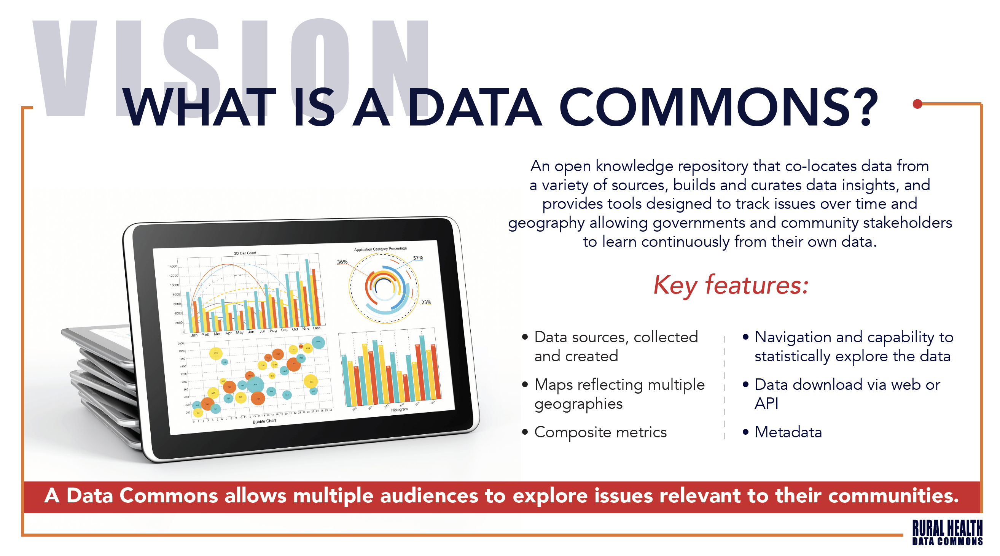 VISION
WHAT IS A DATA COMMONS?
An open knowledge repository that co-locates data from
a variety of sources, builds and curates data insights, and
provides tools designed to track issues over time and
geography allowing governments and community stakeholders
to learn continuously from their own data.
Key features:
• Data sources, collected
and created
• Maps reflecting multiple
geographies
• Composite metrics
• Navigation and capability to
statistically explore the data
• Data download via web or
API
• Metadata
3D Bar Chart
14000
12000
10000
8000
6000
4000
2000
0
Jan Feb Mar Apr May Jun Jul Aug Sep Oct Nov Dec
Application Category Percentage
36%
57%
23%
2000
1800
1600
1400
1200
1000
800
600
400
200
0 1 2 3 4 5 6 7 8 9 10 11 12 13 14 15 16 17 18 19 20 21 22 23 24 25 26 27 28 29 30
Bubble Chart
2010 2011 2012 2013 2014 2015
Histogram
A Data Commons allows multiple audiences to explore issues relevant to their communities.
RURAL HEALTH
DATA COMMONS